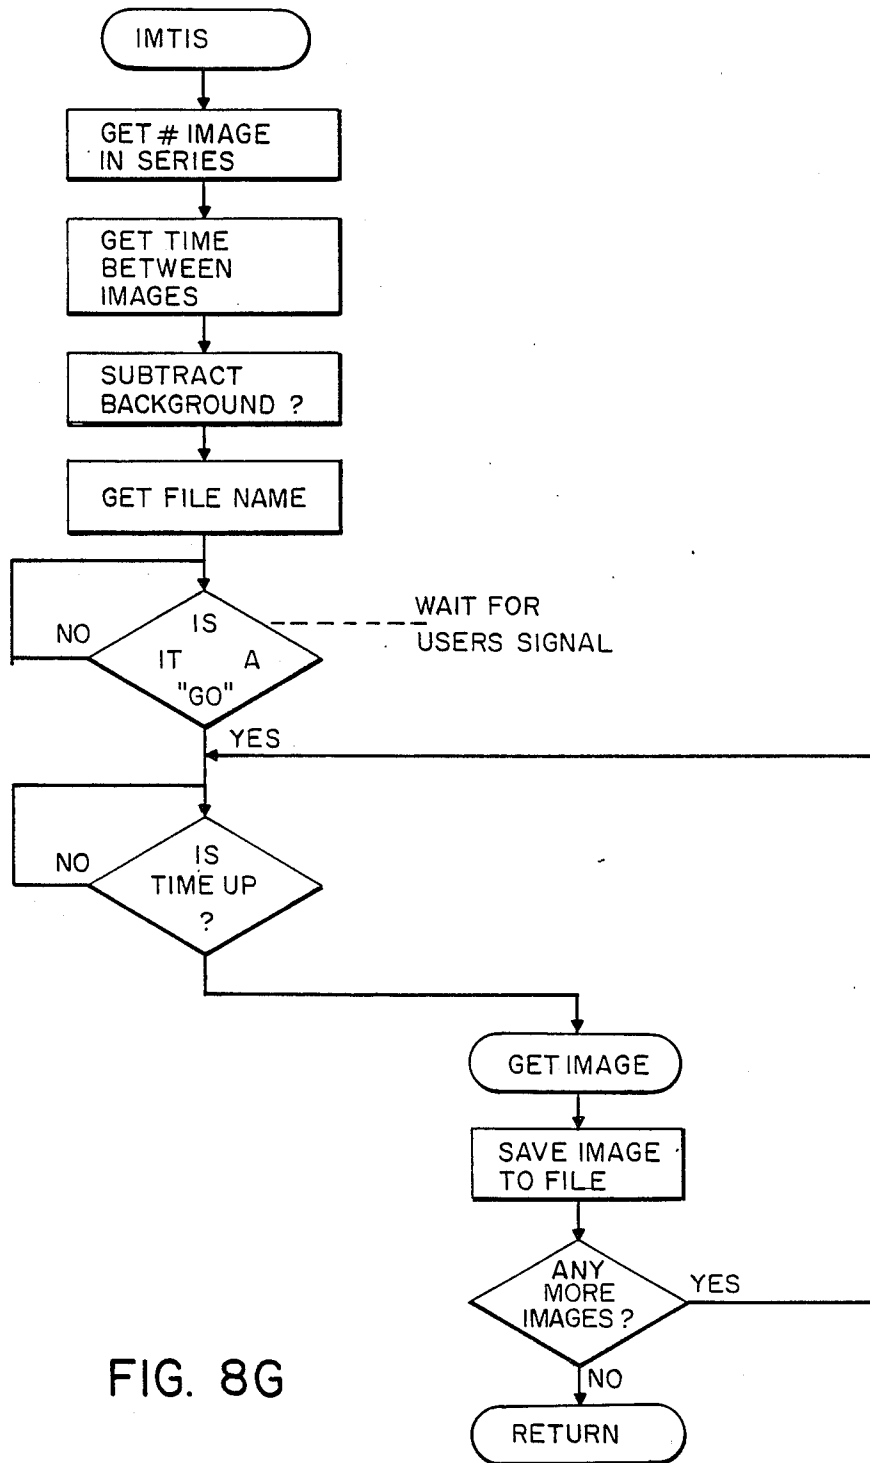 IMTIS
GET # IMAGE
IN SERIES
GET TIME
BETWEEN
IMAGES
SUBTRACT
BACKGROUND ?
GET FILE NAME
IS
IT A
"GO"
NO
WAIT FOR
USERS SIGNAL
YES
IS
TIME UP
?
NO
GET IMAGE
SAVE IMAGE
TO FILE
ANY
MORE
IMAGES ?
YES
NO
RETURN
FIG. 8G